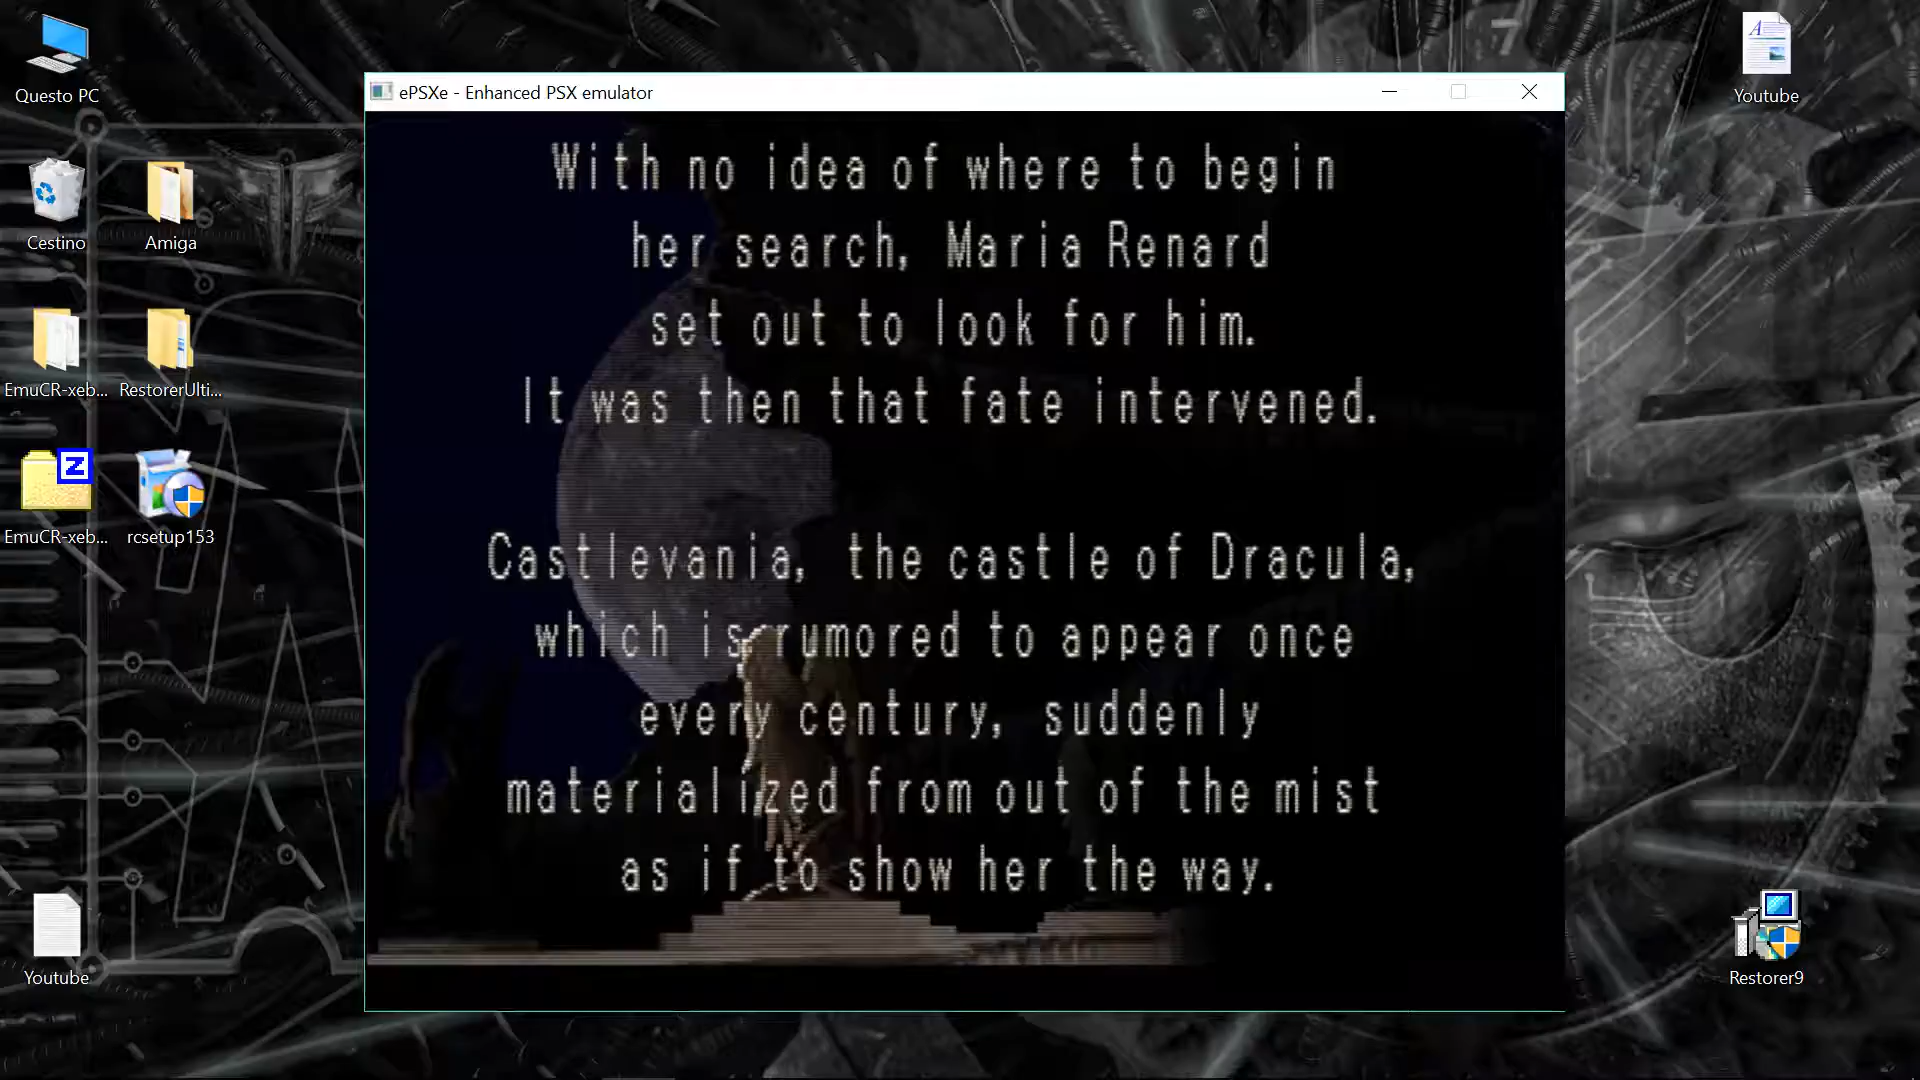 Questo PC
Youtube
ePSXe - Enhanced PSX emulator
With no idea of where to begin
her search, Maria Renard
set out to look for him.
It was then that fate intervened.
Castlevania, the castle of Dracula,
which is rumored to appear once
every century, suddenly
materialized from out of the mist
as if to show her the way.
Cestino
Amiga
EmuCR-xeb...
RestorerUlti...
EmuCR-xeb...
rcsetup153
Youtube
Restorer9